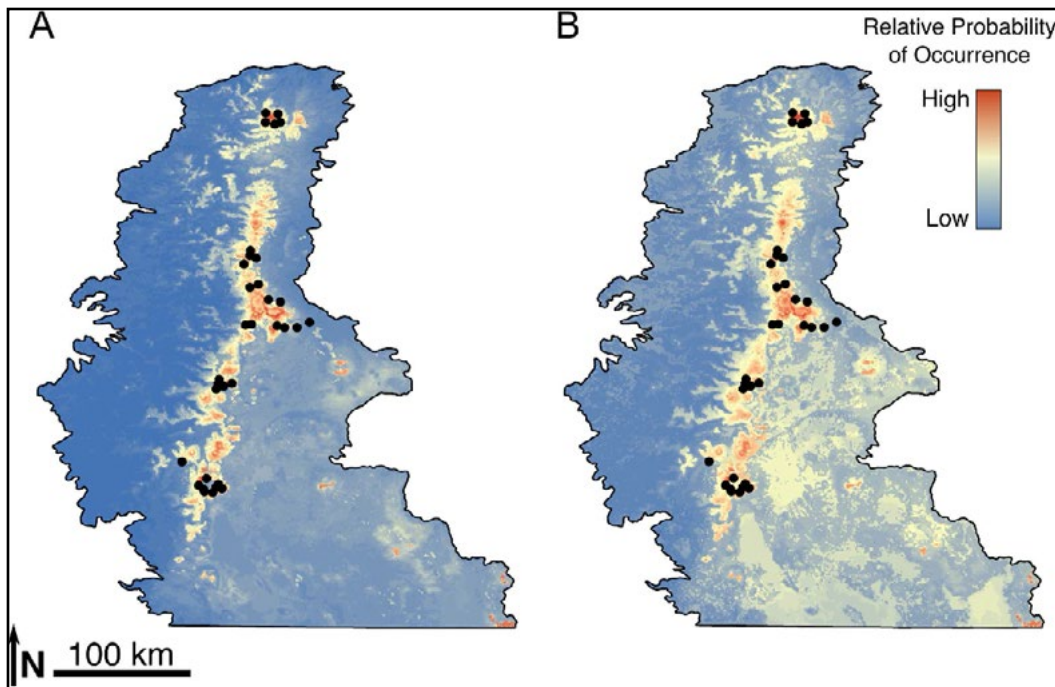 A
B
Relative Probability
of Occurrence
High
Low
N
100 km